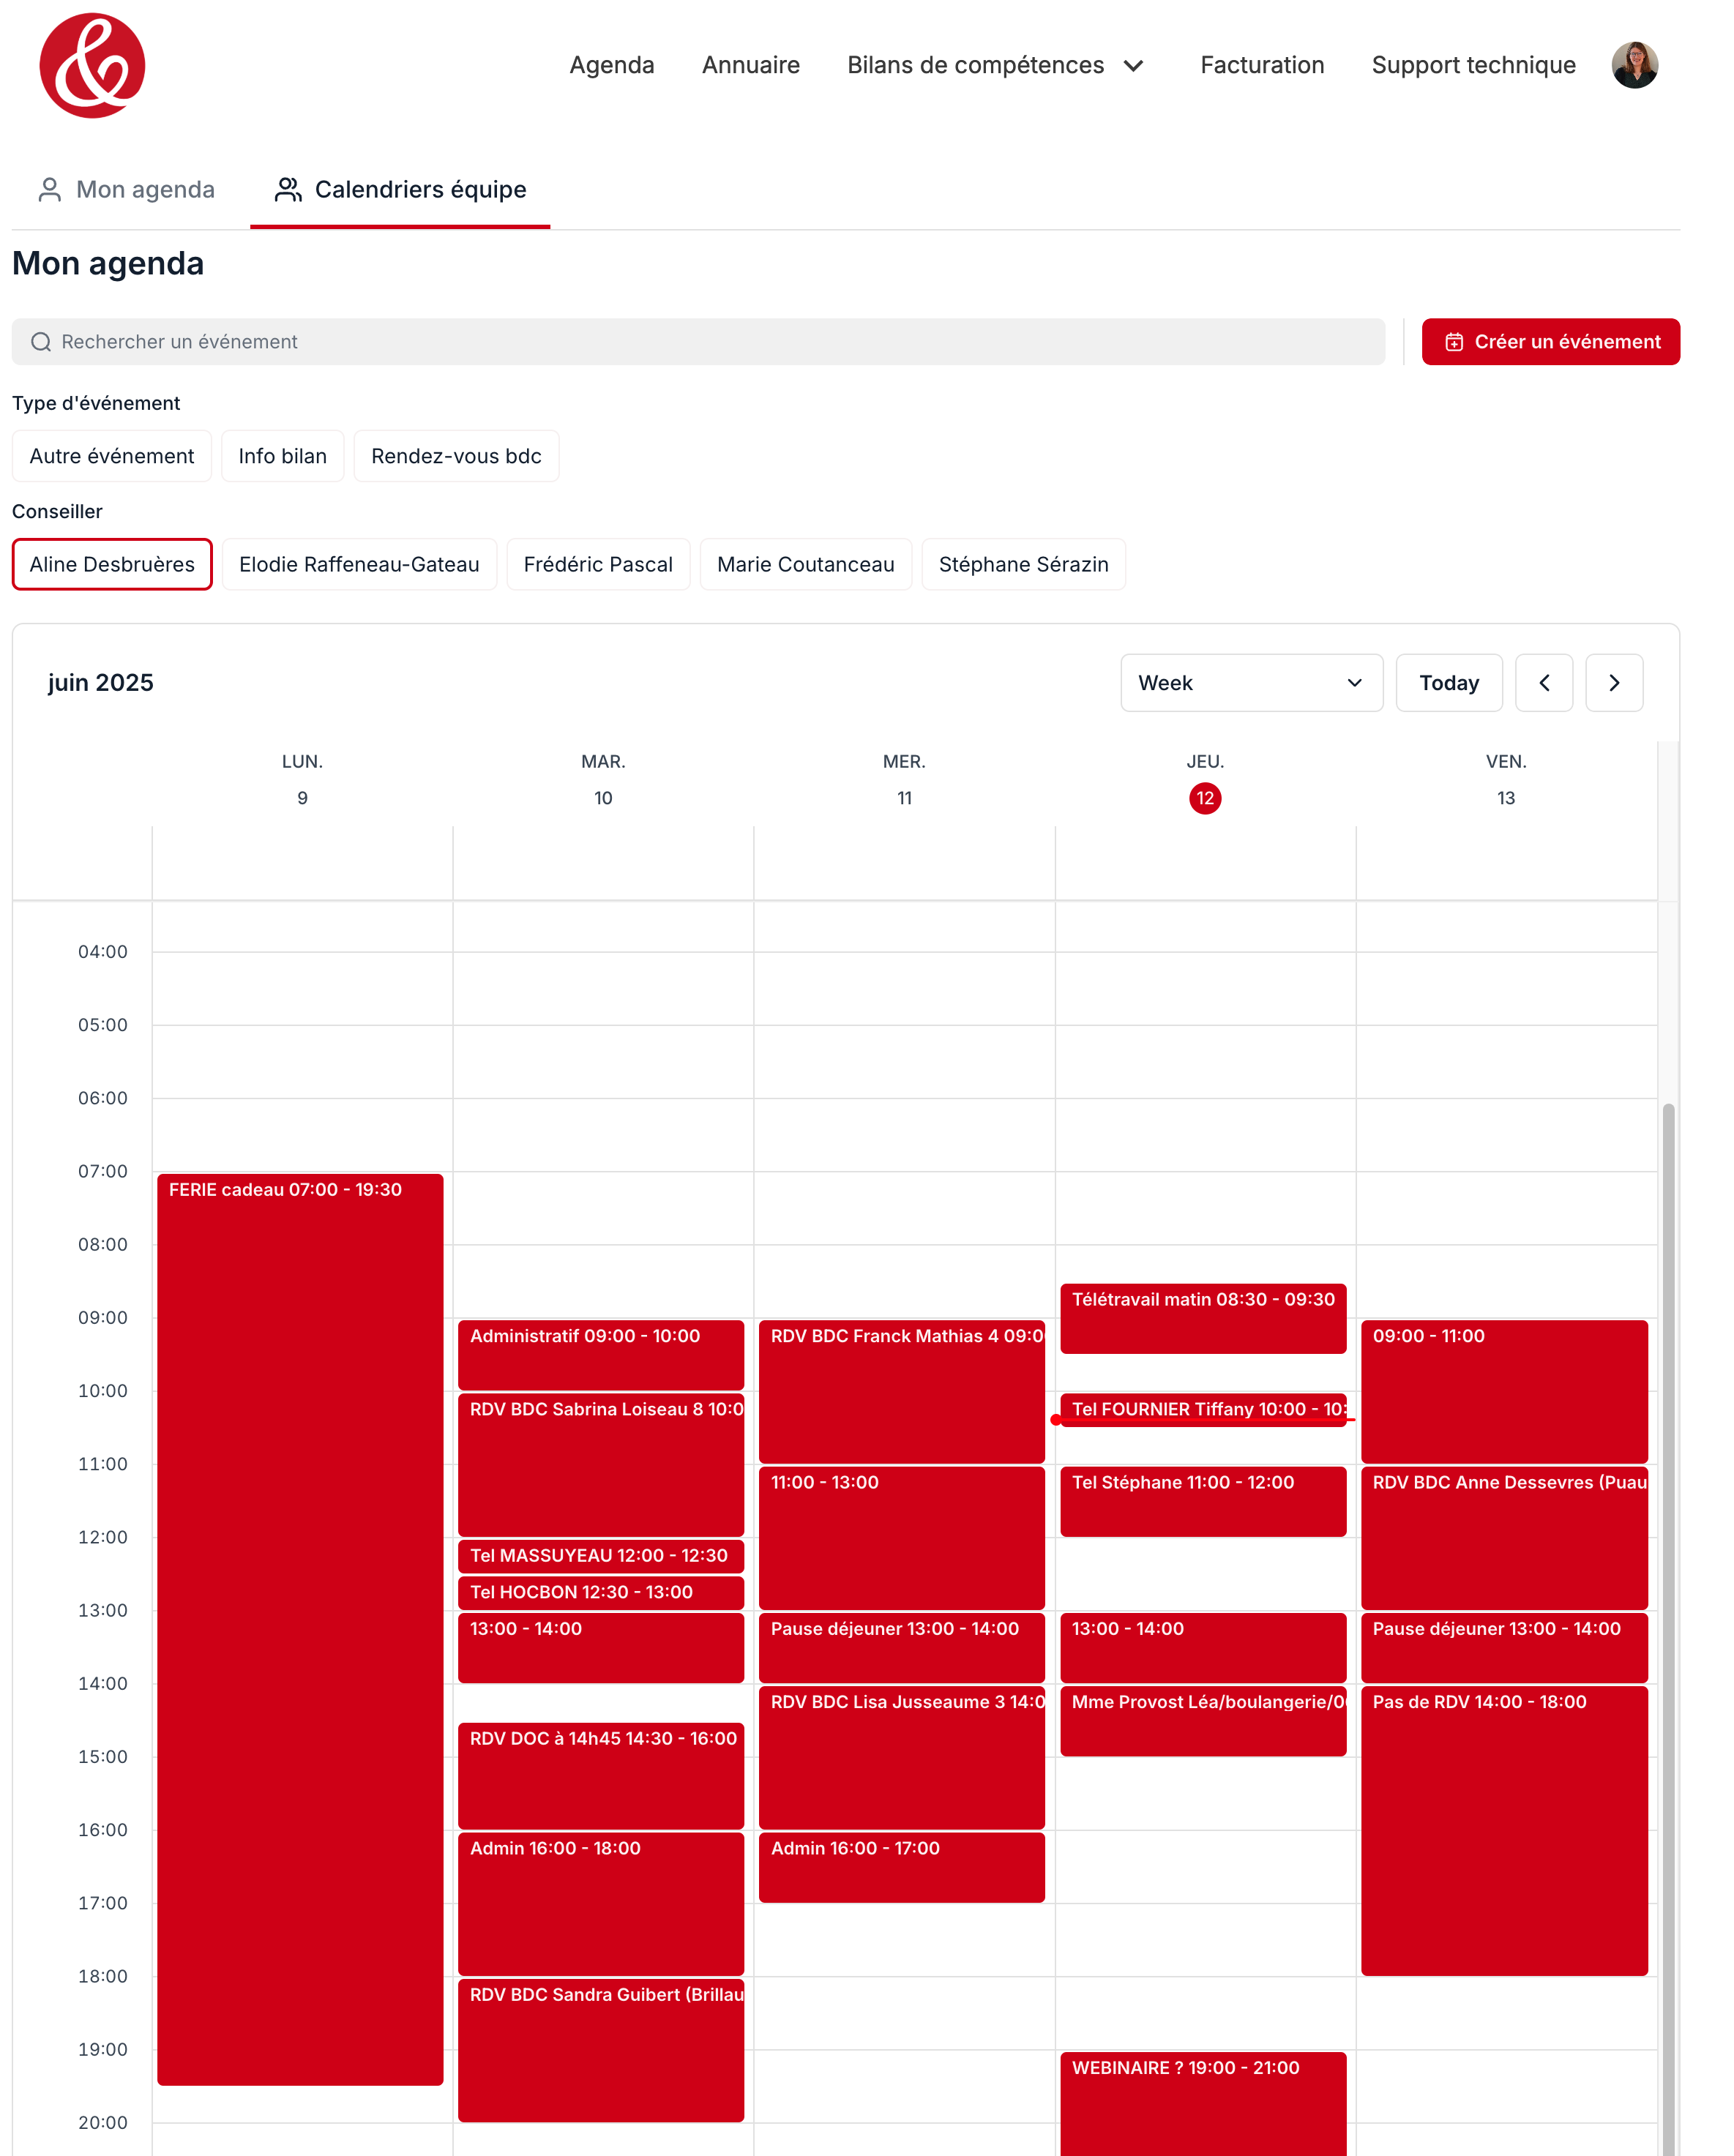 &
Agenda Annuaire Bilans de compétences Facturation Support technique
Mon agenda Calendriers équipe
Mon agenda
Rechercher un événement Créer un événement
Type d'événement
Autre événement Info bilan Rendez-vous bdc
Conseiller
Aline Desbruères Elodie Raffeneau-Gateau Frédéric Pascal Marie Coutanceau Stéphane Sérazin
juin 2025 Week Today
LUN. MAR. MER. JEU. VEN.
9 10 11 12 13
04:00
05:00
06:00
07:00
FERIE cadeau 07:00 - 19:30
08:00
Télétravail matin 08:30 - 09:30
09:00
Administratif 09:00 - 10:00 RDV BDC Franck Mathias 4 09:0 09:00 - 11:00
10:00
RDV BDC Sabrina Loiseau 8 10:0 Tel FOURNIER Tiffany 10:00 - 10:
11:00
11:00 - 13:00 Tel Stéphane 11:00 - 12:00 RDV BDC Anne Dessevres (Puau
12:00
Tel MASSUYEAU 12:00 - 12:30
Tel HOCBON 12:30 - 13:00
13:00
13:00 - 14:00 Pause déjeuner 13:00 - 14:00 13:00 - 14:00 Pause déjeuner 13:00 - 14:00
14:00
RDV BDC Lisa Jusseaume 3 14:0 Mme Provost Léa/boulangerie/0 Pas de RDV 14:00 - 18:00
RDV DOC à 14h45 14:30 - 16:00
15:00
16:00
Admin 16:00 - 18:00 Admin 16:00 - 17:00
17:00
18:00
RDV BDC Sandra Guibert (Brillau
19:00
WEBINAIRE ? 19:00 - 21:00
20:00